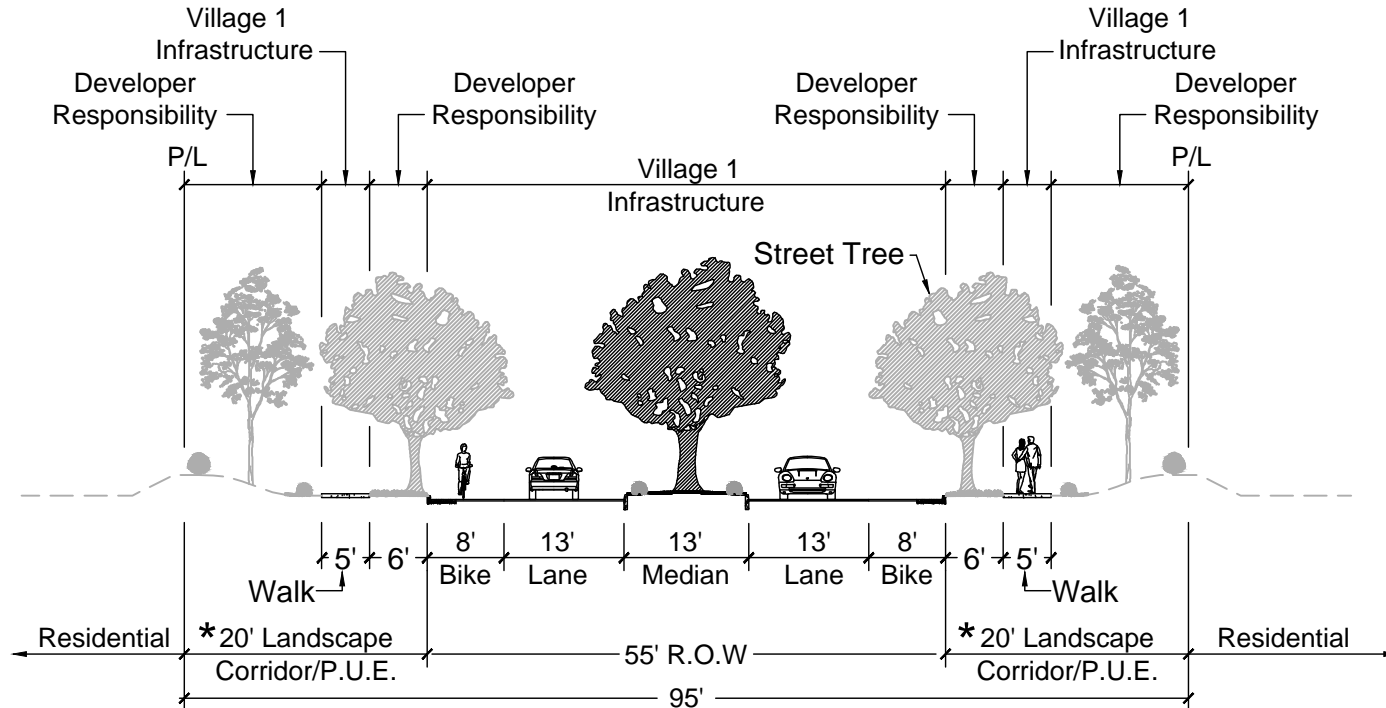 Village 1
Infrastructure
Village 1
Infrastructure
Developer
Responsibility
Developer
Responsibility
Developer
Responsibility
Developer
Responsibility
P/L
P/L
Village 1
Infrastructure
Street Tree
5' 6' 8' 13' 13' 13' 8' 6' 5'
Bike Lane Median Lane Bike
Walk Walk
Residential *20' Landscape 55' R.O.W *20' Landscape Residential
Corridor/P.U.E. Corridor/P.U.E.
95'